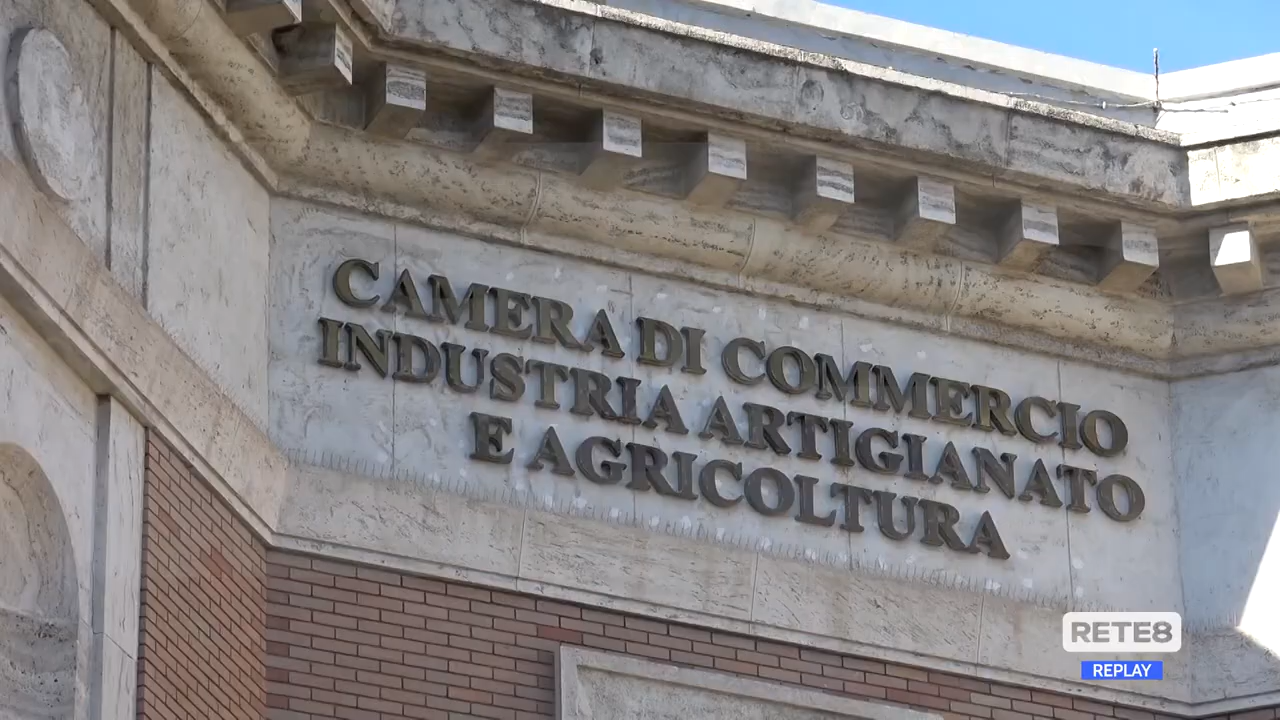 CAMERA DI COMMERCIO
INDUSTRIA ARTIGIANATO
E AGRICOLTURA
RETE8
REPLAY